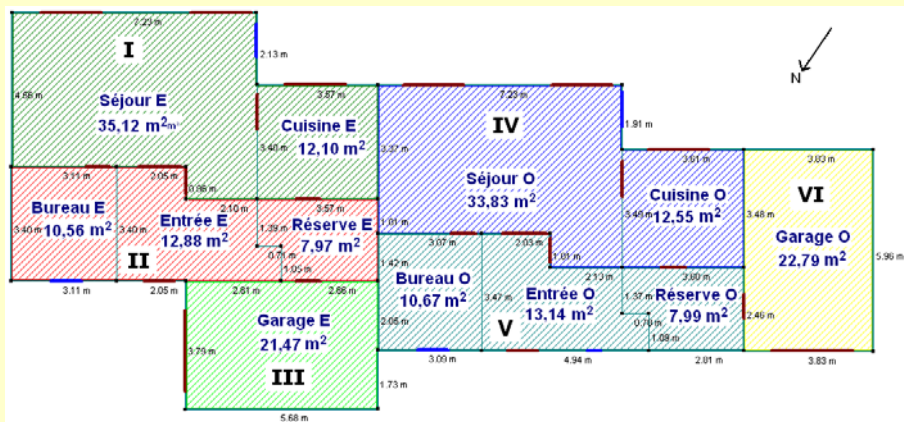 7.23 m
I
2.13 m
4.56 m
Séjour E
35,12 m²
3.57 m
Cuisine E
12,10 m²
3.40 m
7.23 m
IV
1.91 m
3.37 m
Séjour O
33,83 m²
1.01 m
N
3.11 m
2.05 m
0.86 m
2.10 m
3.57 m
Bureau E
10,56 m²
3.40 m
3.40 m
Entrée E
12,88 m²
II
1.39 m
0.71 m
1.05 m
Réserve E
7,97 m²
3.11 m
2.05 m
2.81 m
2.86 m
Garage E
21,47 m²
III
3.79 m
1.73 m
5.68 m
3.61 m
Cuisine O
12,55 m²
3.49 m
3.83 m
VI
3.48 m
Garage O
22,79 m²
5.96 m
2.46 m
3.83 m
3.07 m
2.03 m
1.01 m
2.13 m
3.60 m
1.42 m
Bureau O
10,67 m²
2.05 m
3.47 m
Entrée O
13,14 m²
V
1.37 m
0.78 m
1.09 m
Réserve O
7,99 m²
3.09 m
4.94 m
2.81 m